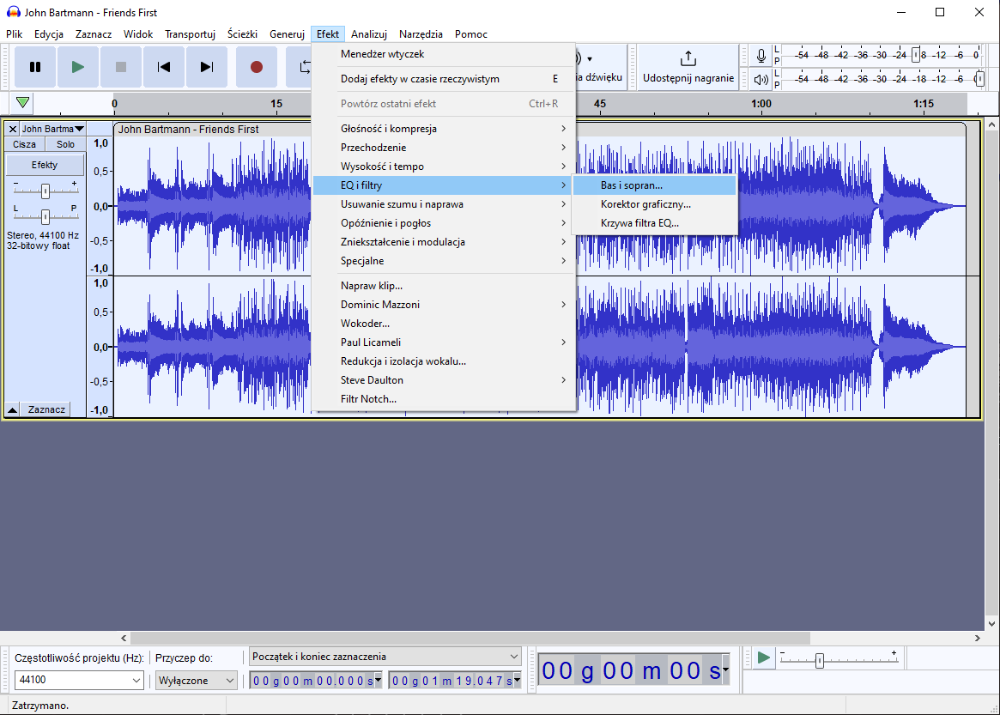 John Bartmann - Friends First
Plik Edycja Zaznacz Widok Transportuj Ścieżki Generuj Efekt Analizuj Narzędzia Pomoc
Menedżer wtyczek
Dodaj efekty w czasie rzeczywistym E
Powtórz ostatni efekt Ctrl+R
Głośność i kompresja
Przechodzenie
Wysokość i tempo
EQ i filtry
Usuwanie szumu i naprawa
Opóźnienie i pogłos
Zniekształcenie i modulacja
Specjalne
Napraw klip...
Dominic Mazzoni
Wokoder...
Paul Licameli
Redukcja i izolacja wokalu...
Steve Daulton
Filtr Notch...
Bas i sopran...
Korektor graficzny...
Krzywa filtra EQ...
dźwięku
Udostępnij nagranie
L
P
-54 -48 -42 -36 -30 -24 -18 -12 -6 0
L
P
-54 -48 -42 -36 -30 -24 -18 -12 -6 0
0 15 45 1:00 1:15
John Bartma
John Bartmann - Friends First
Cisza Solo
Efekty
- +
L P
Stereo, 44100 Hz
32-bitowy float
Zaznacz
1,0
0,5
0,0
-0,5
-1,0
1,0
0,5
0,0
-0,5
-1,0
Częstotliwość projektu (Hz):
44100
Przyczep do:
Wyłączone
Początek i koniec zaznaczenia
00 g 00 m 00.000 s
00 g 01 m 19.047 s
00 g 00 m 00 s
- +
Zatrzymano.